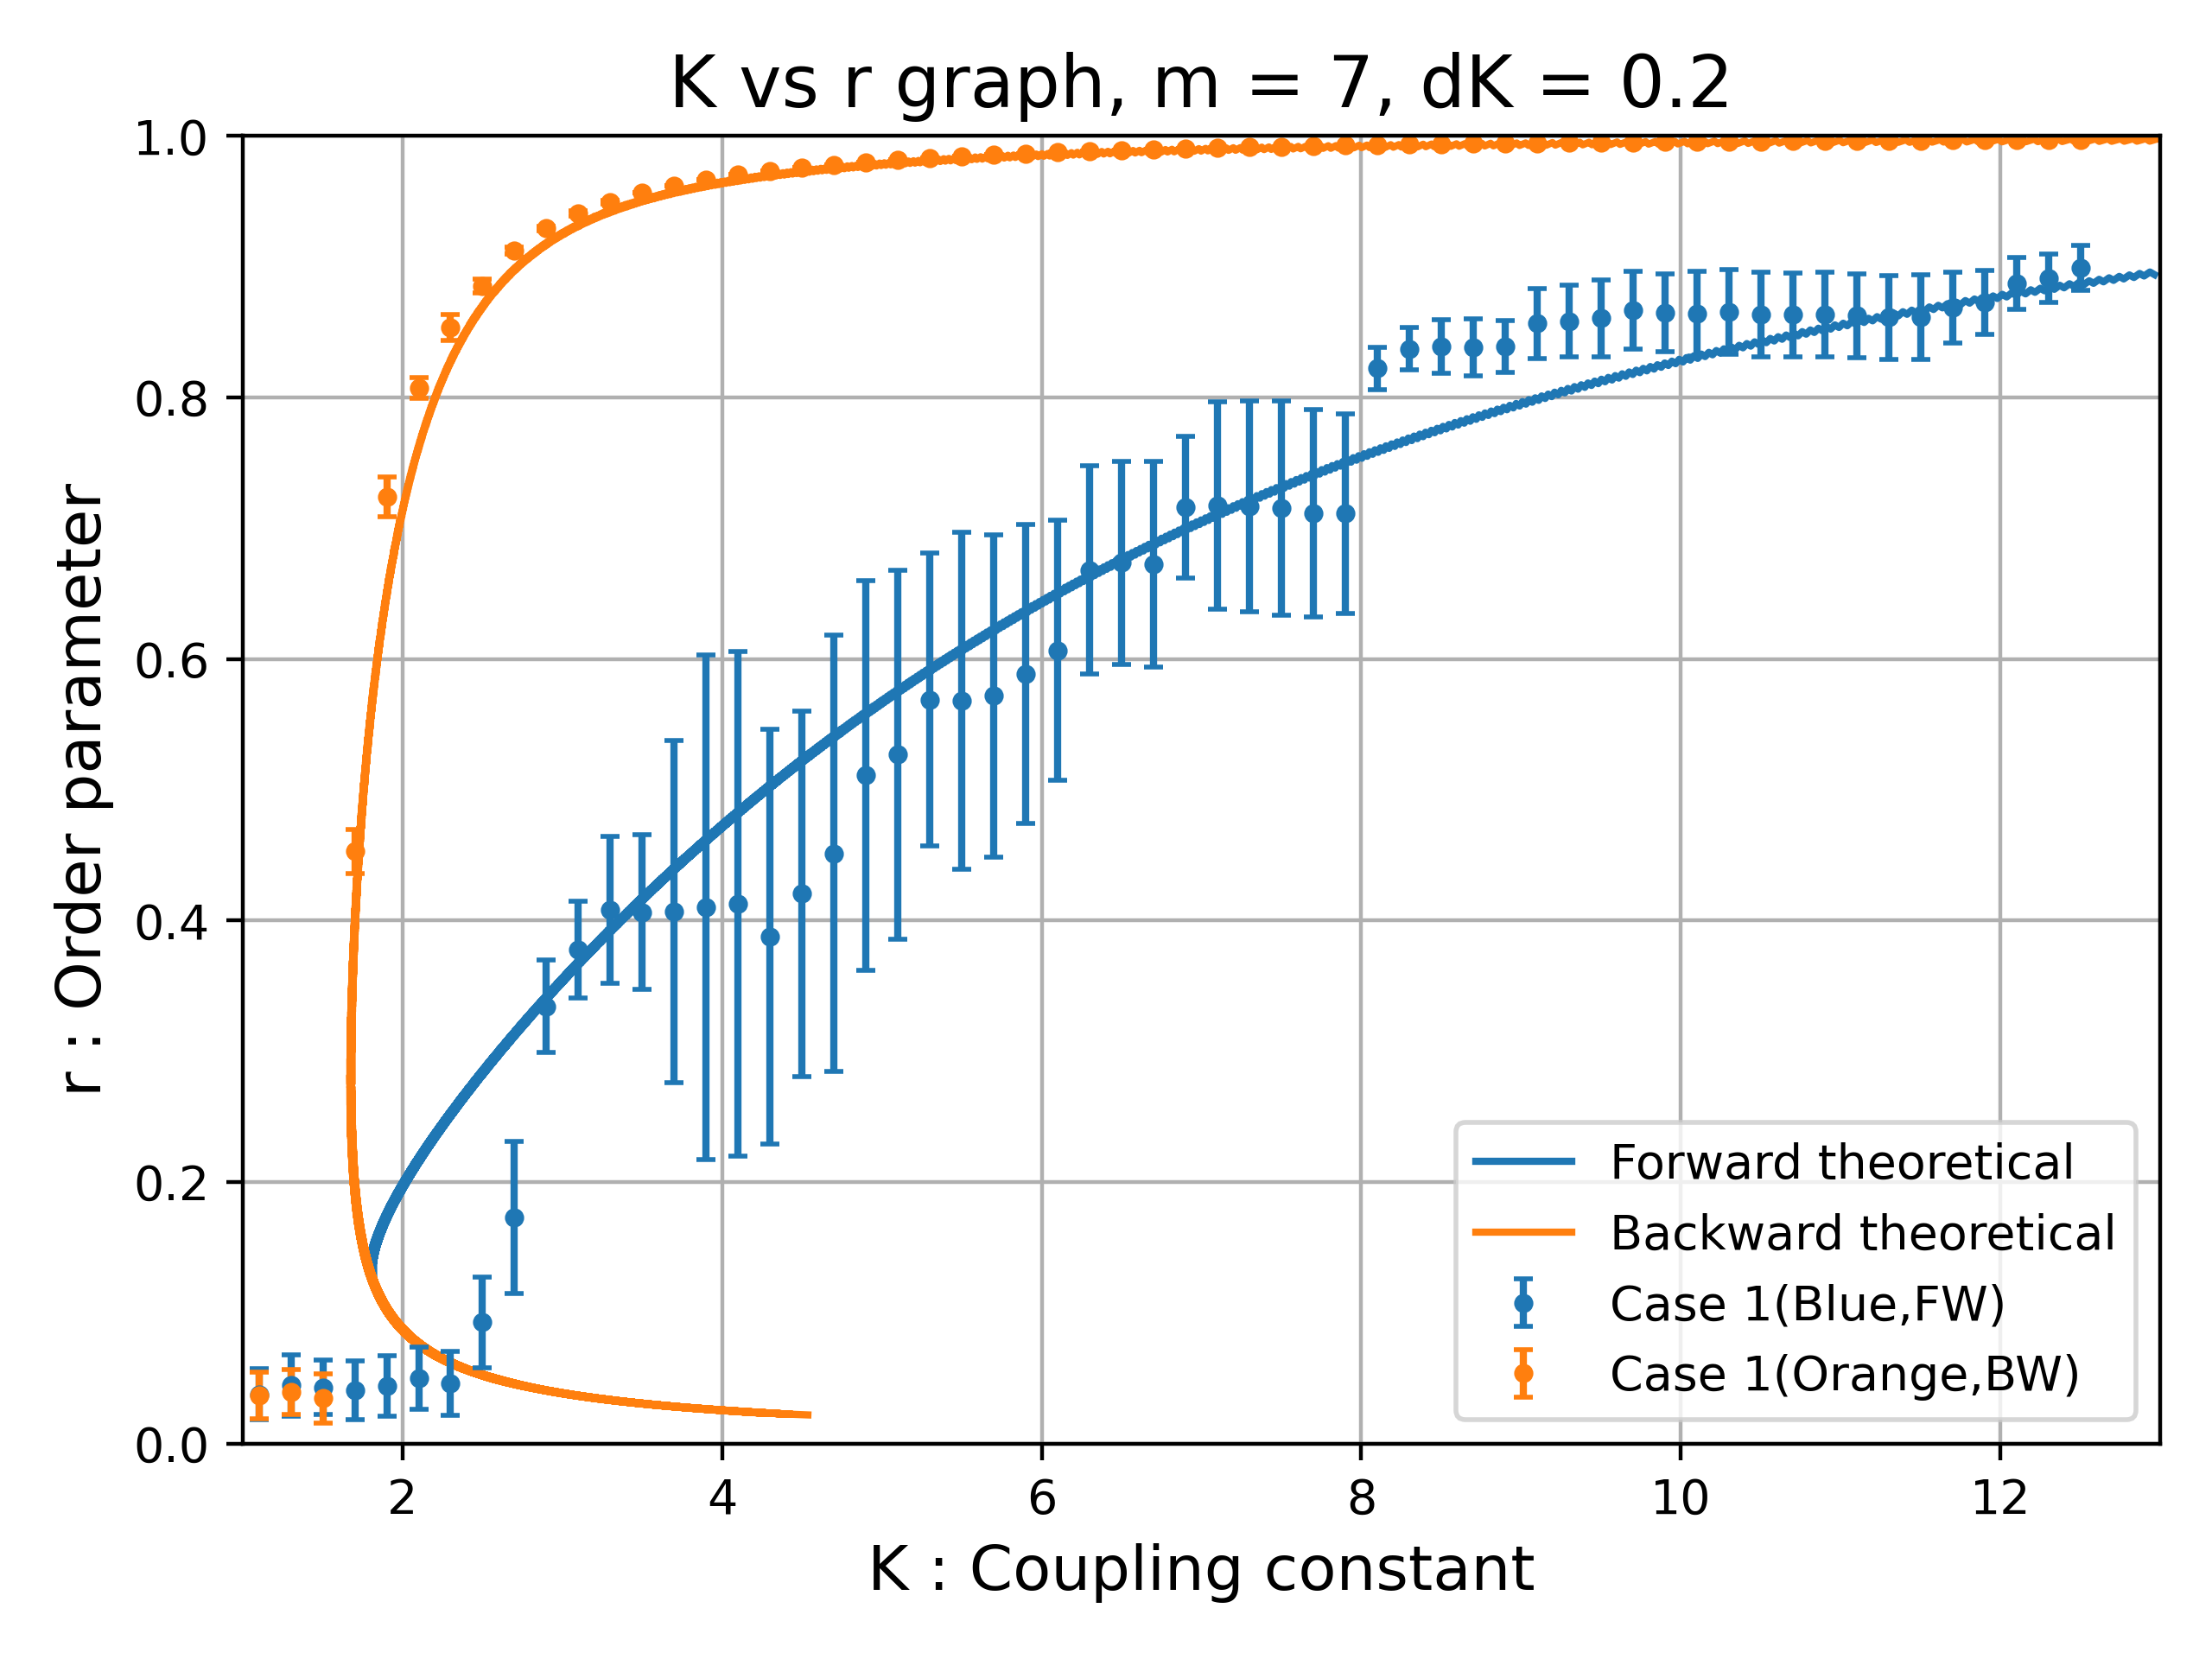 K vs r graph, m = 7, dK = 0.2
1.0
0.8
0.6
0.4
0.2
0.0
r : Order parameter
2 4 6 8 10 12
K : Coupling constant
Forward theoretical
Backward theoretical
Case 1(Blue,FW)
Case 1(Orange,BW)